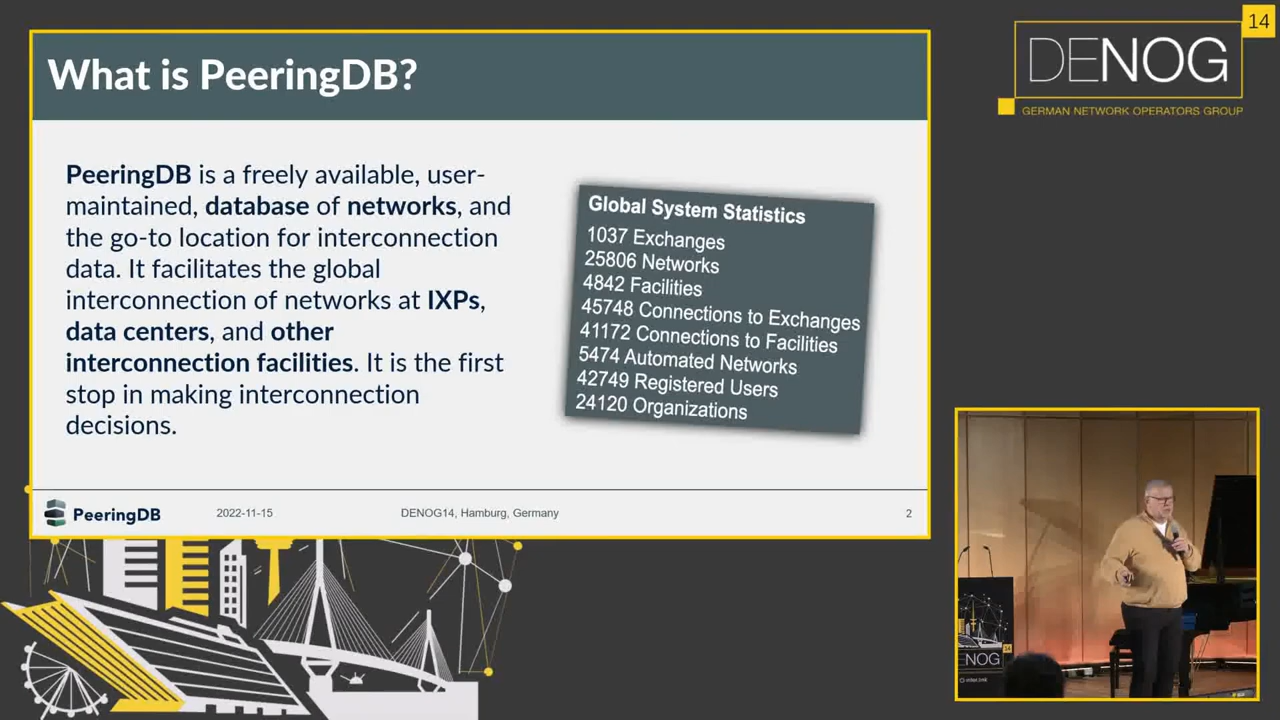 What is PeeringDB?
PeeringDB is a freely available, user-
maintained, database of networks, and
the go-to location for interconnection
data. It facilitates the global
interconnection of networks at IXPs,
data centers, and other
interconnection facilities. It is the first
stop in making interconnection
decisions.
Global System Statistics
1037 Exchanges
25806 Networks
4842 Facilities
45748 Connections to Exchanges
41172 Connections to Facilities
5474 Automated Networks
42749 Registered Users
24120 Organizations
PeeringDB
2022-11-15
DENOG14, Hamburg, Germany
2
14
DENOG
GERMAN NETWORK OPERATORS GROUP
NOG
14